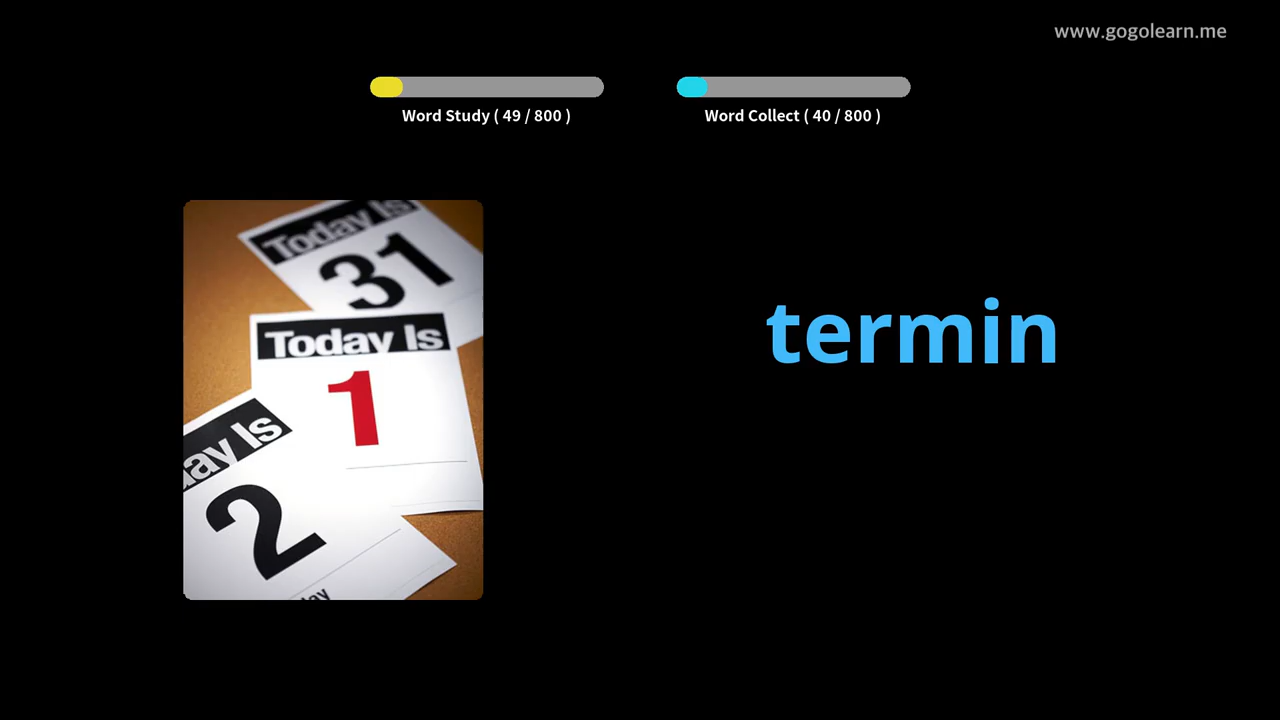 www.gogolearn.me
Word Study ( 49 / 800 )
Word Collect ( 40 / 800 )
Today Is
31
Today Is
1
day Is
2
termin